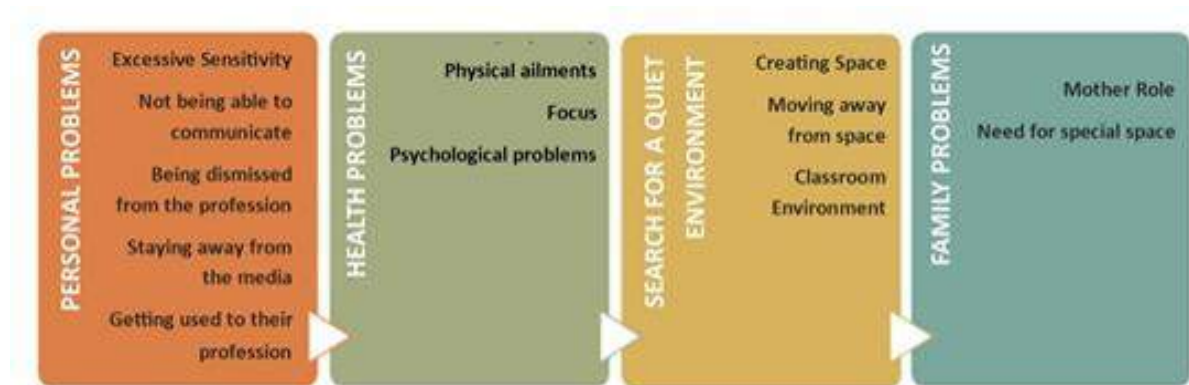 PERSONAL PROBLEMS
Excessive Sensitivity
Not being able to
communicate
Being dismissed
from the profession
Staying away from
the media
Getting used to their
profession
HEALTH PROBLEMS
Physical ailments
Focus
Psychological problems
SEARCH FOR A QUIET
ENVIRONMENT
Creating Space
Moving away
from space
Classroom
Environment
FAMILY PROBLEMS
Mother Role
Need for special space